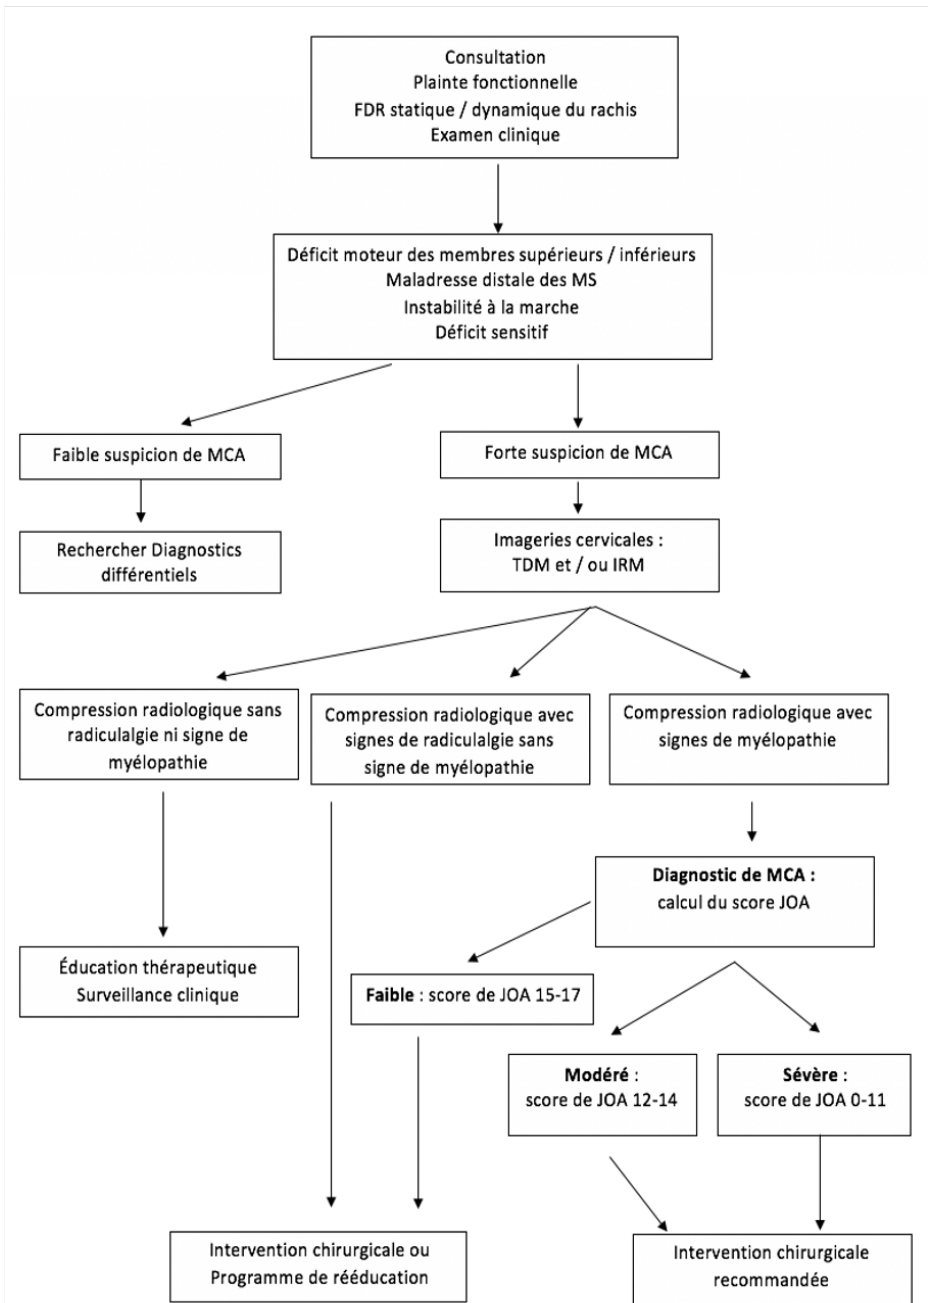 Consultation
Plainte fonctionnelle
FDR statique / dynamique du rachis
Examen clinique
Déficit moteur des membres supérieurs / inférieurs
Maladresse distale des MS
Instabilité à la marche
Déficit sensitif
Faible suspicion de MCA
Forte suspicion de MCA
Rechercher Diagnostics
différentiels
Imageries cervicales :
TDM et / ou IRM
Compression radiologique sans
radiculalgie ni signe de
myélopathie
Compression radiologique avec
signes de radiculalgie sans
signe de myélopathie
Compression radiologique avec
signes de myélopathie
Diagnostic de MCA :
calcul du score JOA
Éducation thérapeutique
Surveillance clinique
Faible : score de JOA 15-17
Modéré :
score de JOA 12-14
Sévère :
score de JOA 0-11
Intervention chirurgicale ou
Programme de rééducation
Intervention chirurgicale
recommandée